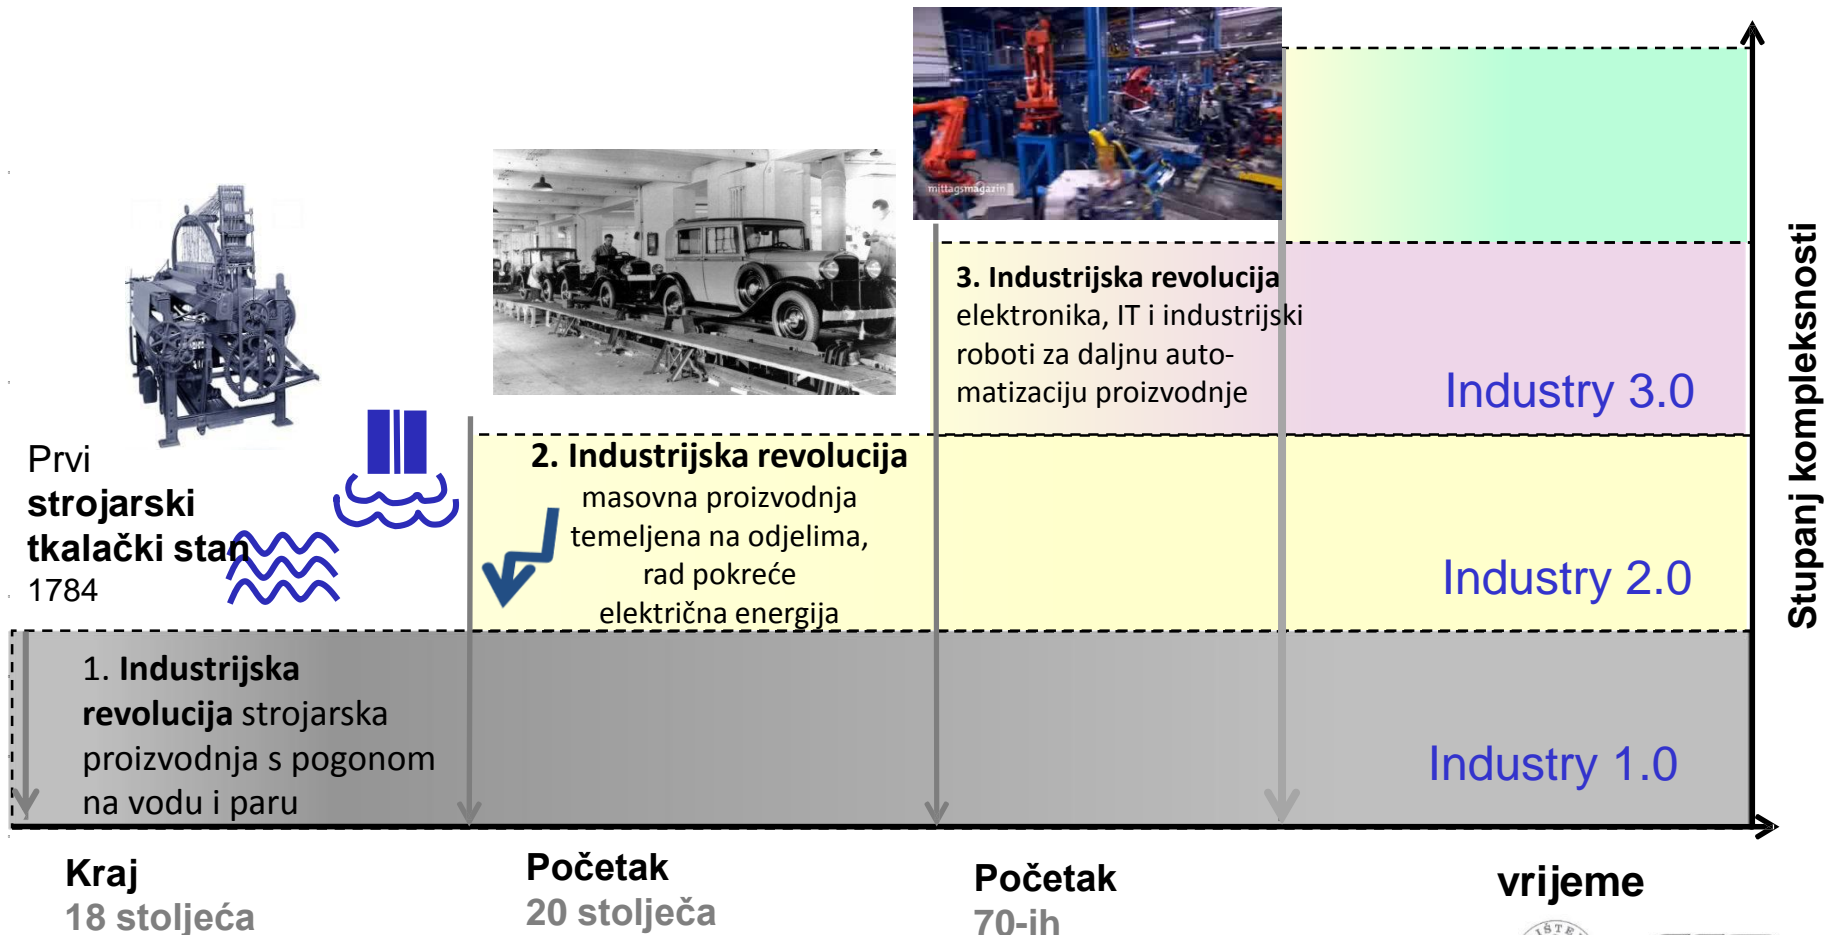 mittagsmagazin
3. Industrijska revolucija
elektronika, IT i industrijski
roboti za daljnu auto-
matizaciju proizvodnje
Industry 3.0
Stupanj kompleksnosti
Prvi
strojarski
tkalački stan
1784
2. Industrijska revolucija
masovna proizvodnja
temeljena na odjelima,
rad pokreće
električna energija
Industry 2.0
1. Industrijska
revolucija strojarska
proizvodnja s pogonom
na vodu i paru
Industry 1.0
Kraj
18 stoljeća
Početak
20 stolječa
Početak
70-ih
vrijeme